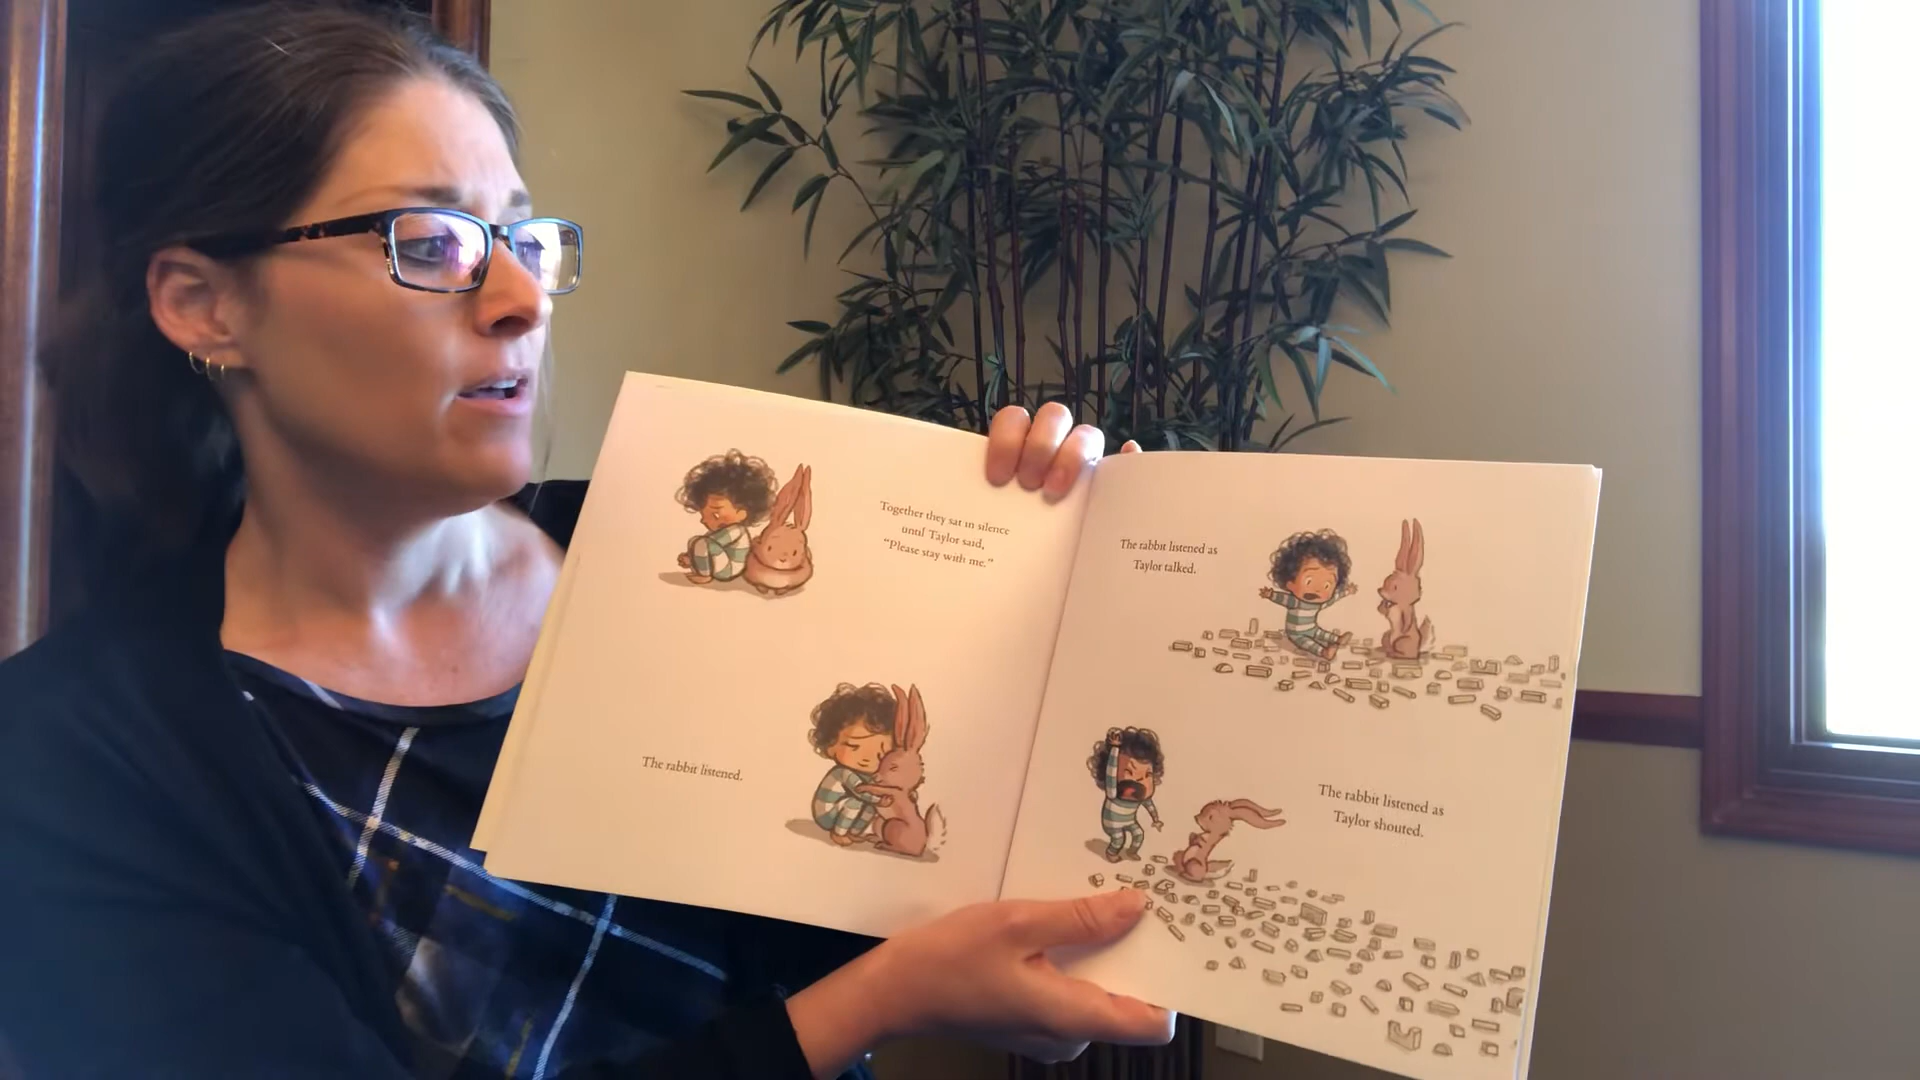 Together they sat in silence
until Taylor said,
“Please stay with me.”
The rabbit listened.
The rabbit listened as
Taylor talked.
The rabbit listened as
Taylor shouted.